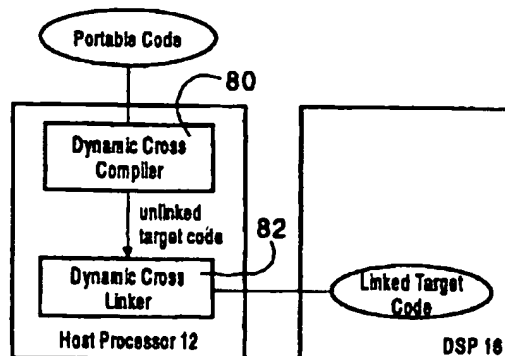 Portable Code
80
Dynamic Cross
Compiler
unlinked
target code
82
Dynamic Cross
Linker
Linked Target
Code
Host Processor 12
DSP 16